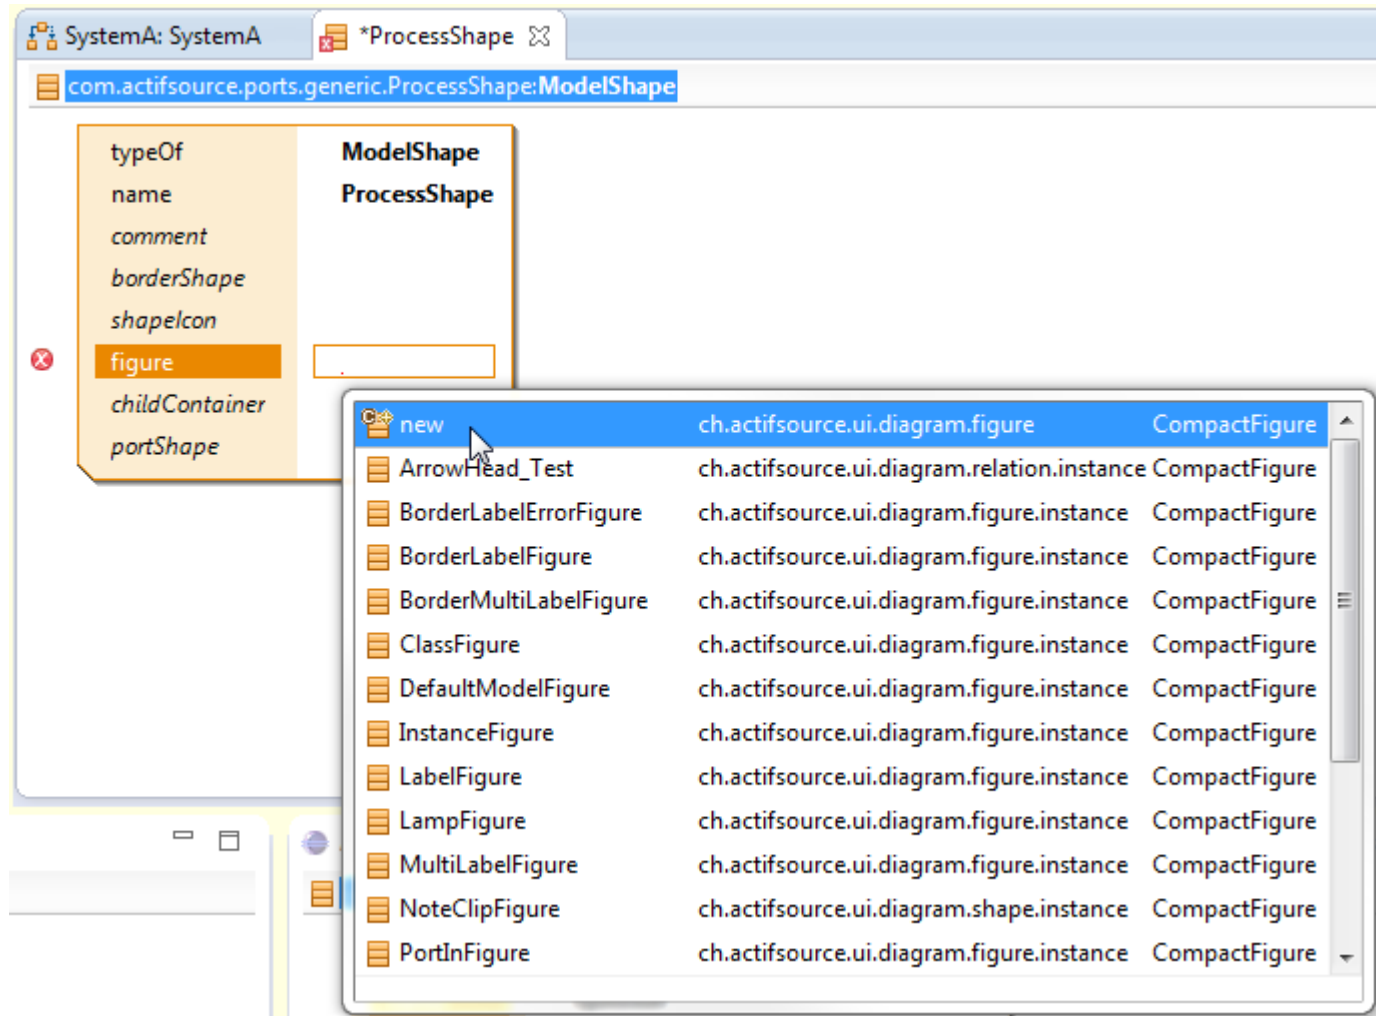 SystemA: SystemA *ProcessShape
com.actifsource.ports.generic.ProcessShape:ModelShape
typeOf ModelShape
name ProcessShape
comment
borderShape
shapeIcon
figure
childContainer
portShape
new ch.actifsource.ui.diagram.figure CompactFigure
ArrowHead_Test ch.actifsource.ui.diagram.relation.instance CompactFigure
BorderLabelErrorFigure ch.actifsource.ui.diagram.figure.instance CompactFigure
BorderLabelFigure ch.actifsource.ui.diagram.figure.instance CompactFigure
BorderMultiLabelFigure ch.actifsource.ui.diagram.figure.instance CompactFigure
ClassFigure ch.actifsource.ui.diagram.figure.instance CompactFigure
DefaultModelFigure ch.actifsource.ui.diagram.figure.instance CompactFigure
InstanceFigure ch.actifsource.ui.diagram.figure.instance CompactFigure
LabelFigure ch.actifsource.ui.diagram.figure.instance CompactFigure
LampFigure ch.actifsource.ui.diagram.figure.instance CompactFigure
MultiLabelFigure ch.actifsource.ui.diagram.figure.instance CompactFigure
NoteClipFigure ch.actifsource.ui.diagram.shape.instance CompactFigure
PortInFigure ch.actifsource.ui.diagram.figure.instance CompactFigure